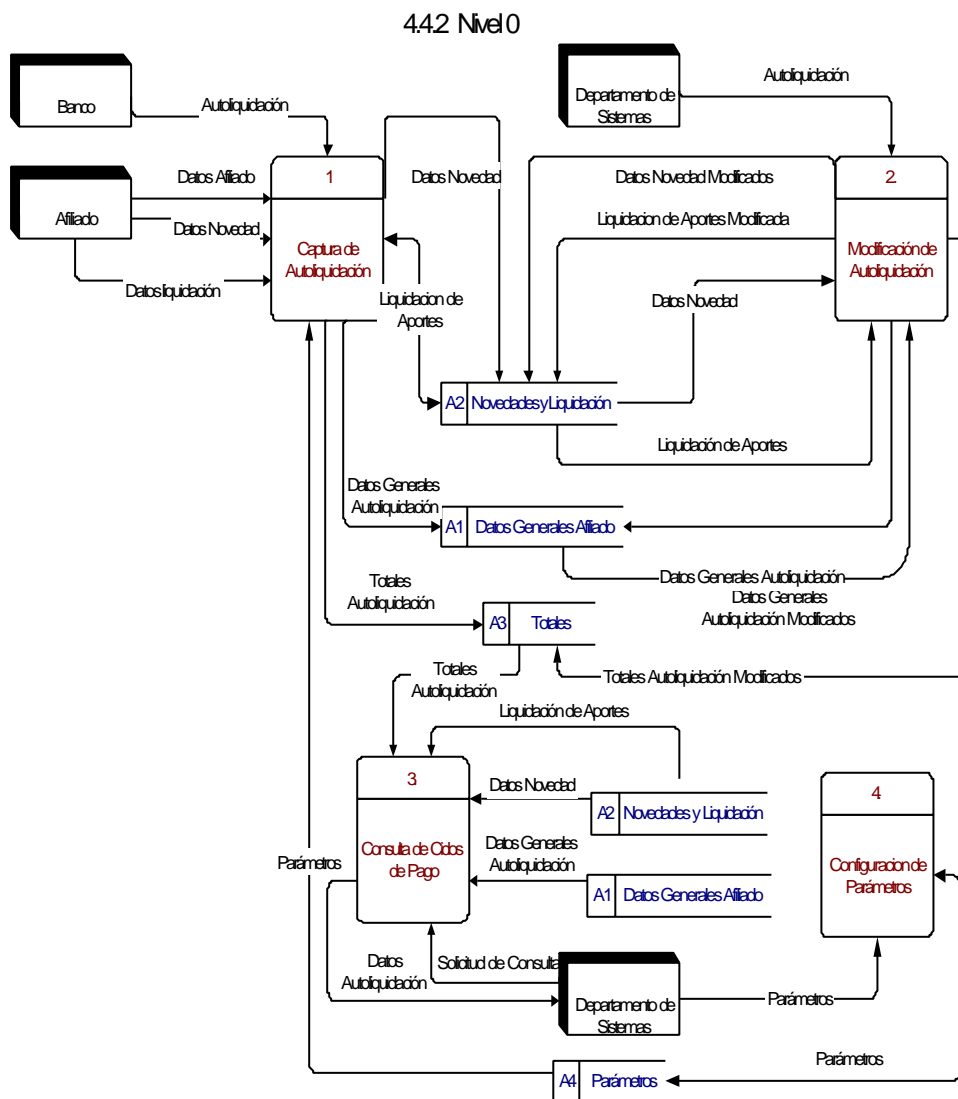 4.4.2 Nivel 0
Banco
Autoliquidación
Departamento de
Sistemas
Autoliquidación
Afiliado
Datos Afiliado
Datos Novedad
Datos liquidación
1
Captura de
Autoliquidación
Datos Novedad
Liquidacion de
Aportes
Datos Novedad Modificados
Liquidacion de Aportes Modificada
Datos Novedad
2.
Modificación de
Autoliquidación
A2 Novedades y Liquidación
Liquidación de Aportes
Datos Generales
Autoliquidación
A1 Datos Generales Afiliado
Datos Generales Autoliquidación
Datos Generales
Autoliquidación Modificados
Totales
Autoliquidación
A3 Totales
Totales
Autoliquidación
Totales Autoliquidación Modificados
Liquidación de Aportes
3.
Consulta de Ciclos
de Pago
Datos Novedad
A2 Novedades y Liquidación
Datos Generales
Autoliquidación
A1 Datos Generales Afiliado
4.
Configuracion de
Parámetros
Parámetros
Datos
Autoliquidación
Solicitud de Consulta
Departamento de
Sistemas
Parámetros
A4 Parámetros
Parámetros